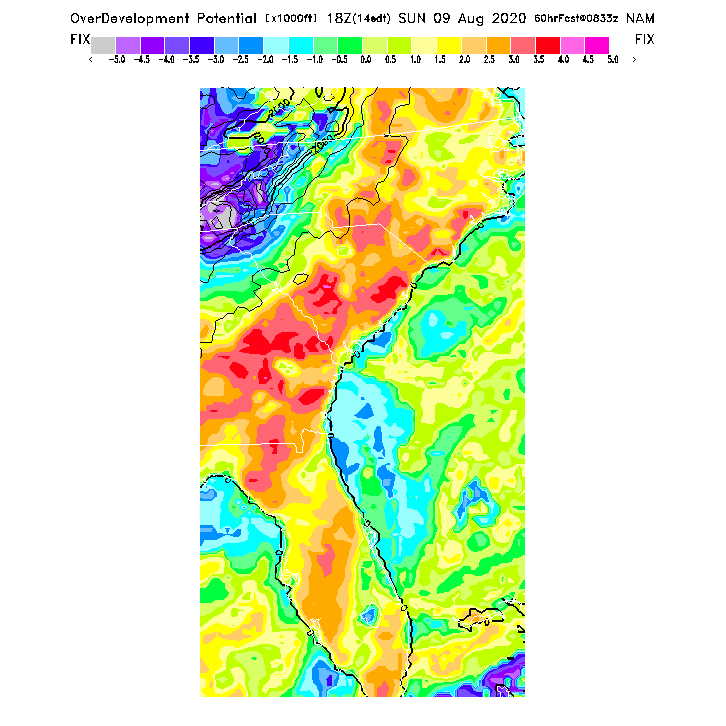 OverDevelopment Potential [x1000ft] 18Z(14edt) SUN 09 Aug 2020 60hrFcst@0833z NAM
FIX FIX
< -5.0 -4.5 -4.0 -3.5 -3.0 -2.5 -2.0 -1.5 -1.0 -0.5 0.0 0.5 1.0 1.5 2.0 2.5 3.0 3.5 4.0 4.5 5.0 >
2000
2000